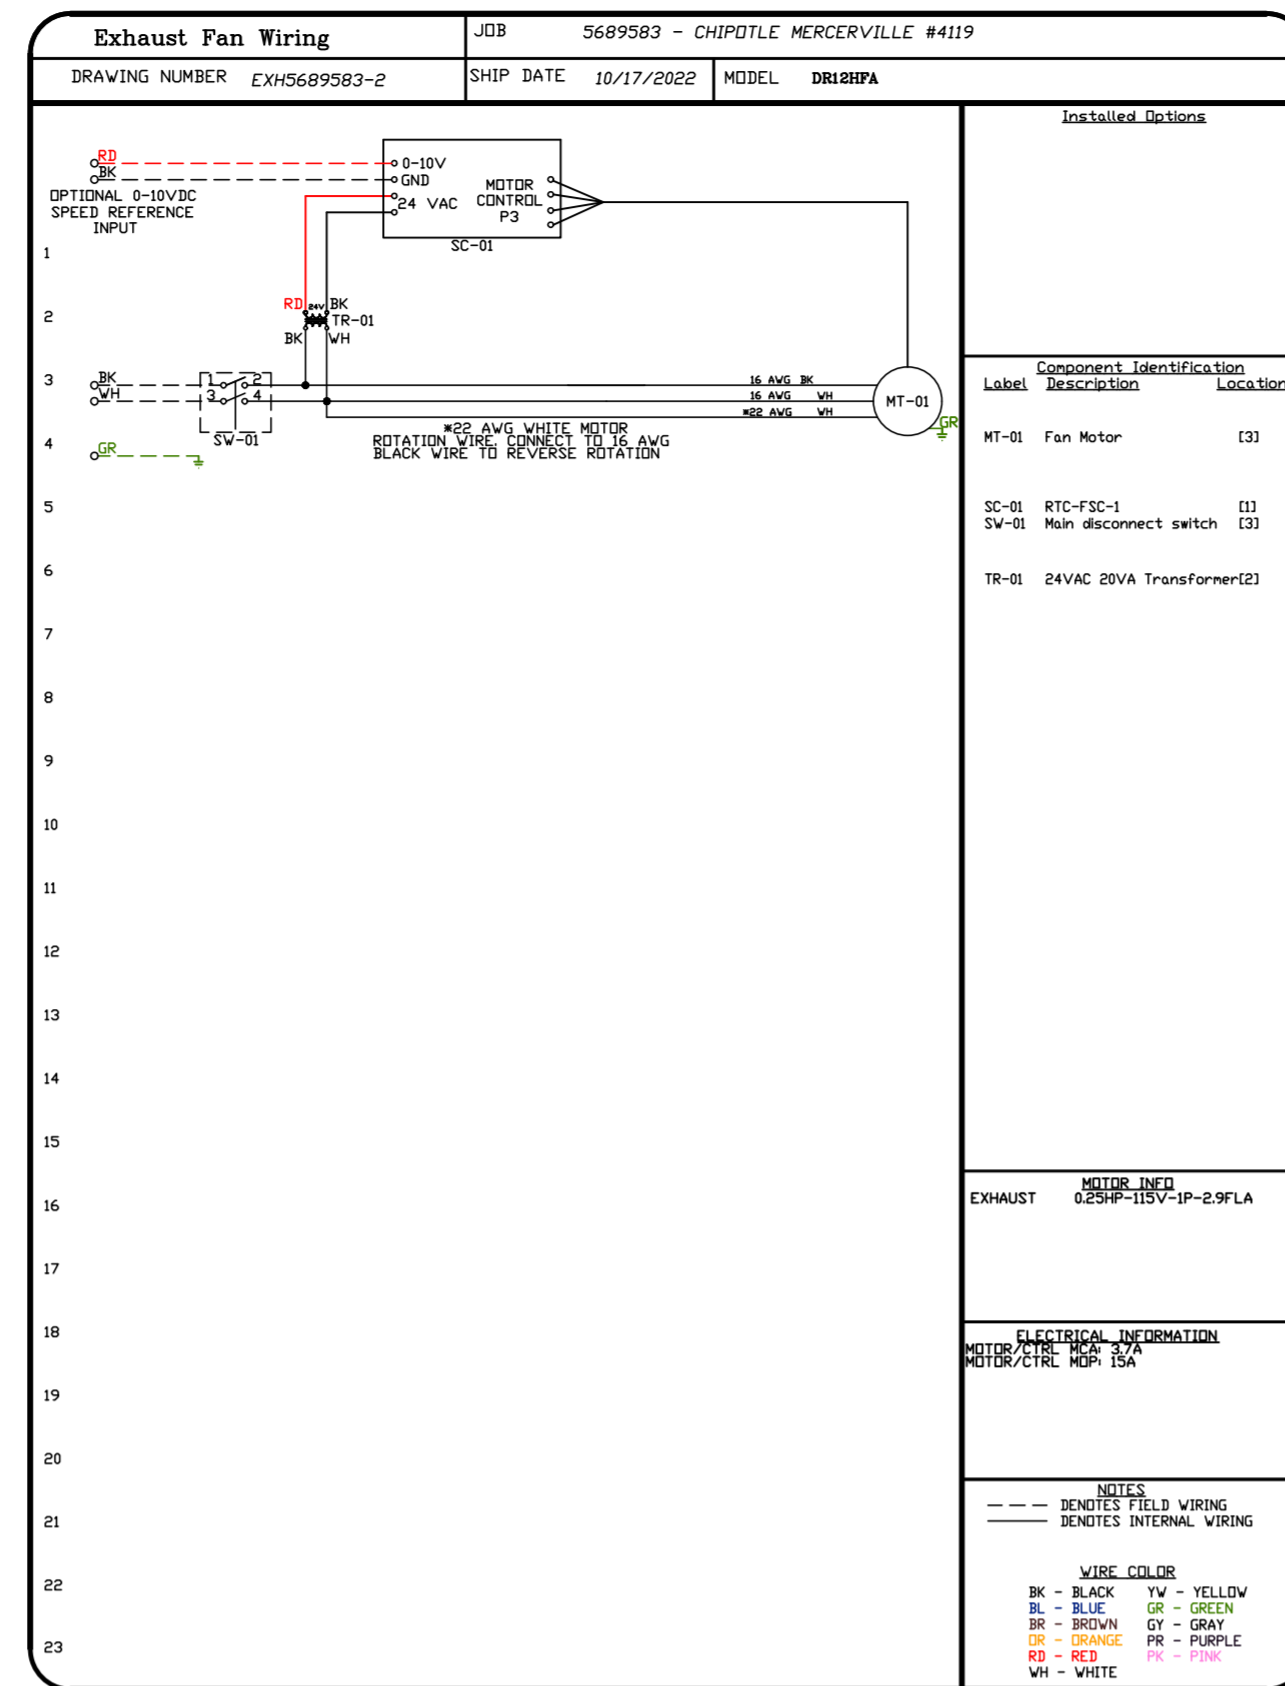 Exhaust Fan Wiring
JOB 5689583 - CHIPOTLE MERCERVILLE #4119
DRAWING NUMBER EXH5689583-2
SHIP DATE 10/17/2022
MODEL DR12HFA
RD
BK
OPTIONAL 0-10VDC
SPEED REFERENCE
INPUT
0-10V
GND
24 VAC
MOTOR
CONTROL
P3
SC-01
RD 24V BK
TR-01
BK WH
BK
WH
1 2
3 4
SW-01
GR
16 AWG BK
16 AWG WH
*22 AWG WH
MT-01
GR
*22 AWG WHITE MOTOR
ROTATION WIRE. CONNECT TO 16 AWG
BLACK WIRE TO REVERSE ROTATION
1
2
3
4
5
6
7
8
9
10
11
12
13
14
15
16
17
18
19
20
21
22
23
Installed Options
Component Identification
Label Description Location
MT-01 Fan Motor [3]
SC-01 RTC-FSC-1 [1]
SW-01 Main disconnect switch [3]
TR-01 24VAC 20VA Transformer[2]
MOTOR INFO
EXHAUST 0.25HP-115V-1P-2.9FLA
ELECTRICAL INFORMATION
MOTOR/CTRL MCA: 3.7A
MOTOR/CTRL MOP: 15A
NOTES
DENOTES FIELD WIRING
DENOTES INTERNAL WIRING
WIRE COLOR
BK - BLACK YW - YELLOW
BL - BLUE GR - GREEN
BR - BROWN GY - GRAY
OR - ORANGE PR - PURPLE
RD - RED PK - PINK
WH - WHITE